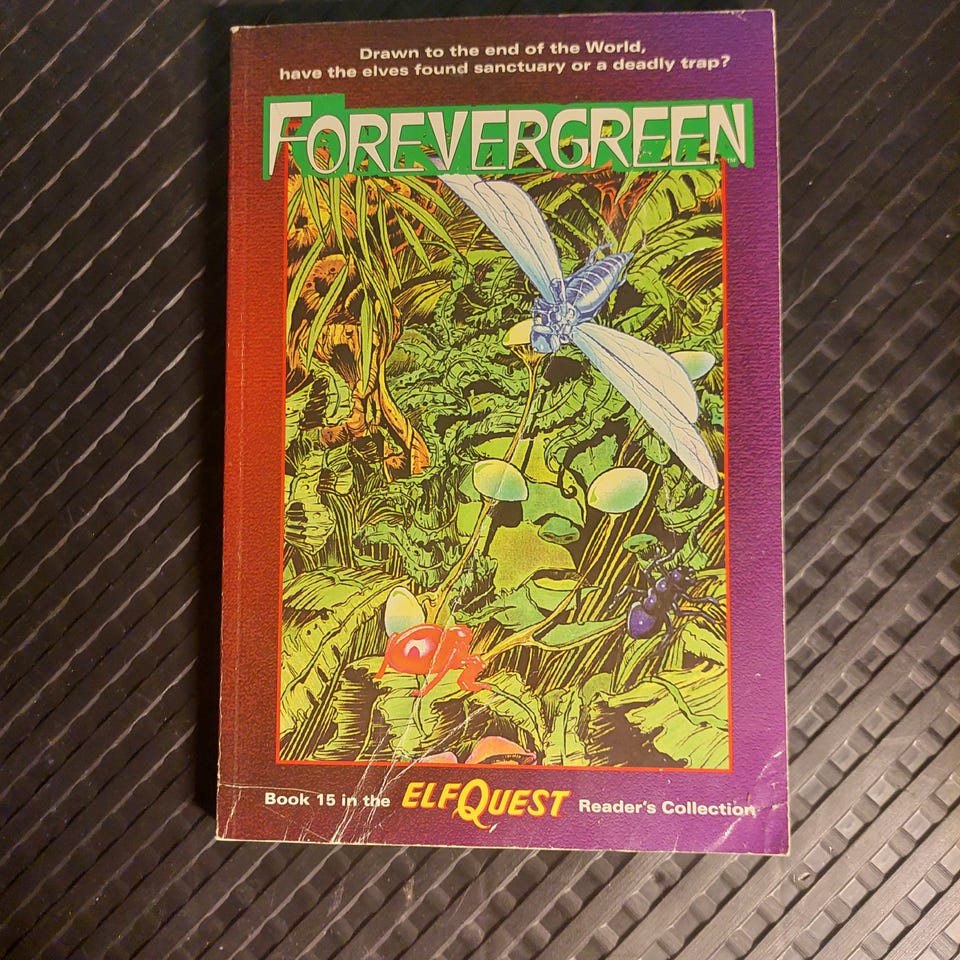 Drawn to the end of the World,
have the elves found sanctuary or a deadly trap?
FOREVERGREEN™
Book 15 in the ELFQUEST Reader's Collection